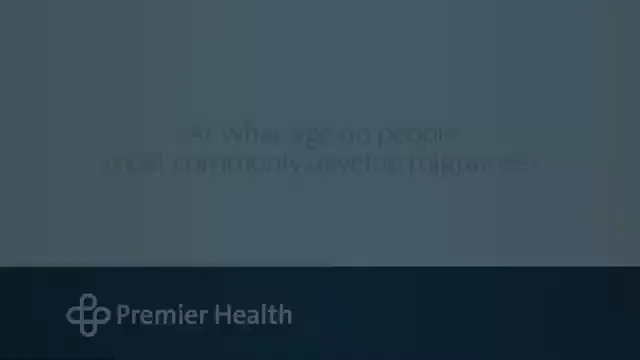 At what age do people
most commonly develop migraines?
Premier Health